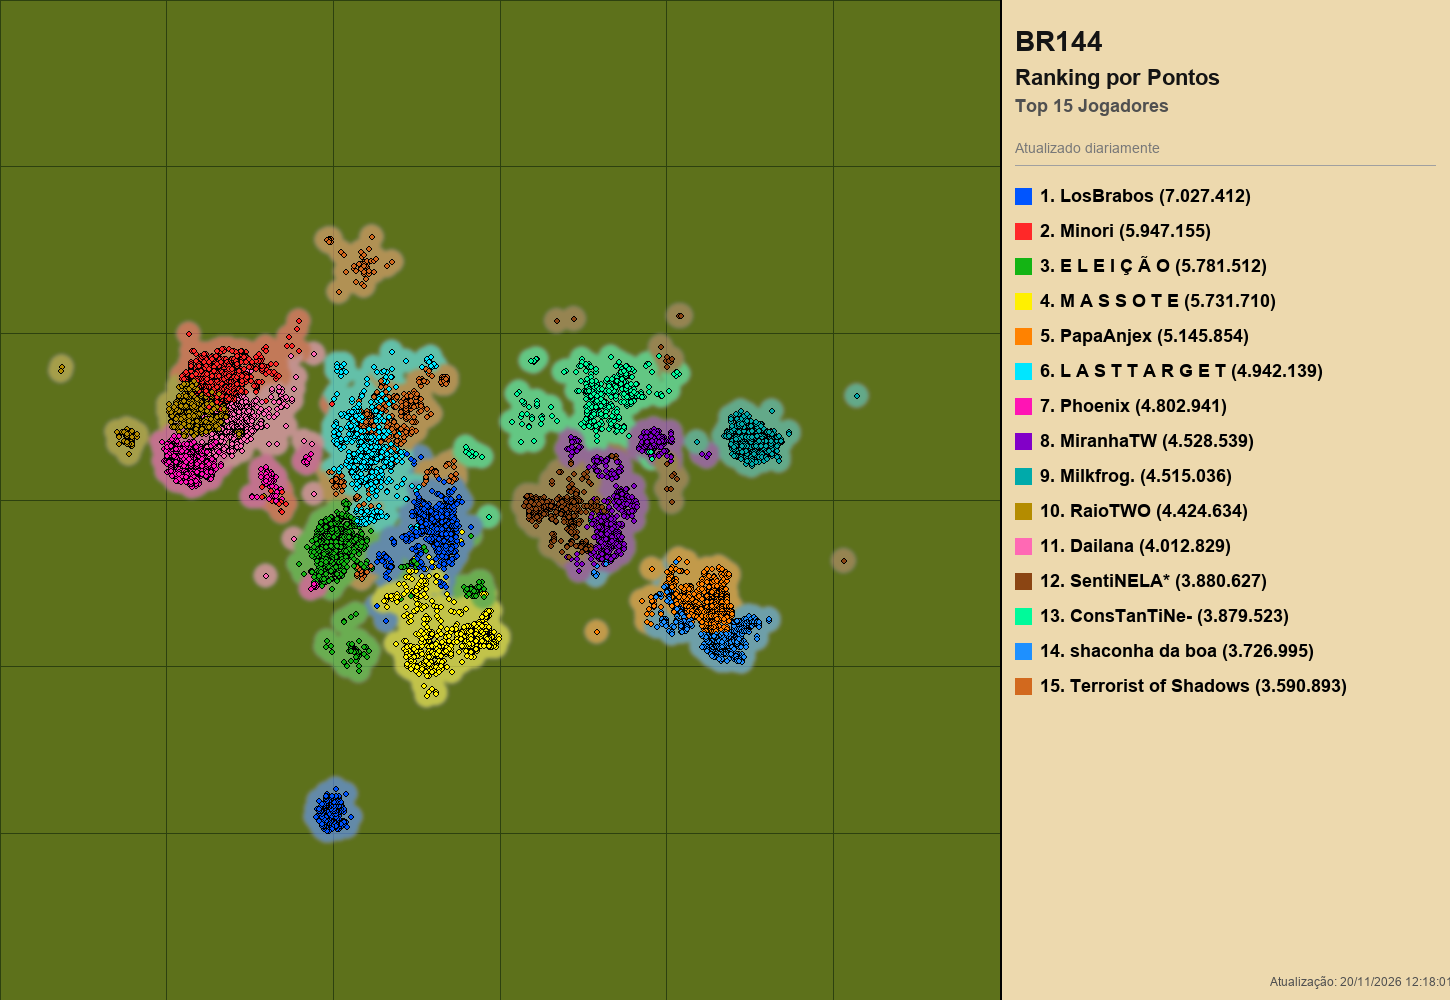 BR144
Ranking por Pontos
Top 15 Jogadores
Atualizado diariamente
1. LosBrabos (7.027.412)
2. Minori (5.947.155)
3. E L E I Ç Ã O (5.781.512)
4. M A S S O T E (5.731.710)
5. PapaAnjex (5.145.854)
6. L A S T T A R G E T (4.942.139)
7. Phoenix (4.802.941)
8. MiranhaTW (4.528.539)
9. Milkfrog. (4.515.036)
10. RaioTWO (4.424.634)
11. Dailana (4.012.829)
12. SentiNELA* (3.880.627)
13. ConsTanTiNe- (3.879.523)
14. shaconha da boa (3.726.995)
15. Terrorist of Shadows (3.590.893)
Atualização: 20/11/2026 12:18:01